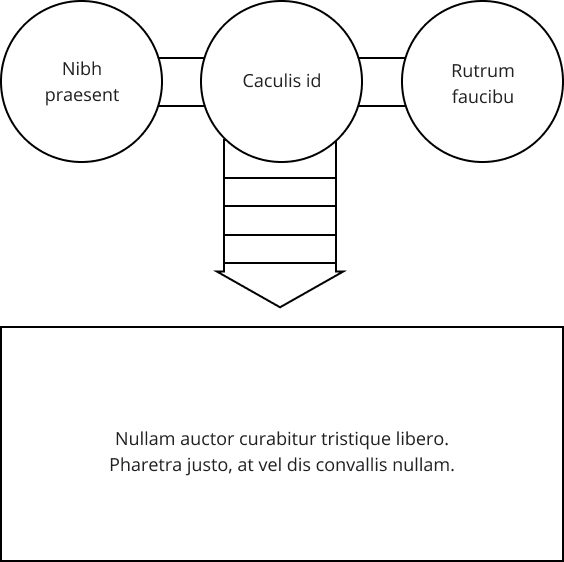 Nibh
praesent
Caculis id
Rutrum
faucibu
Nullam auctor curabitur tristique libero.
Pharetra justo, at vel dis convallis nullam.